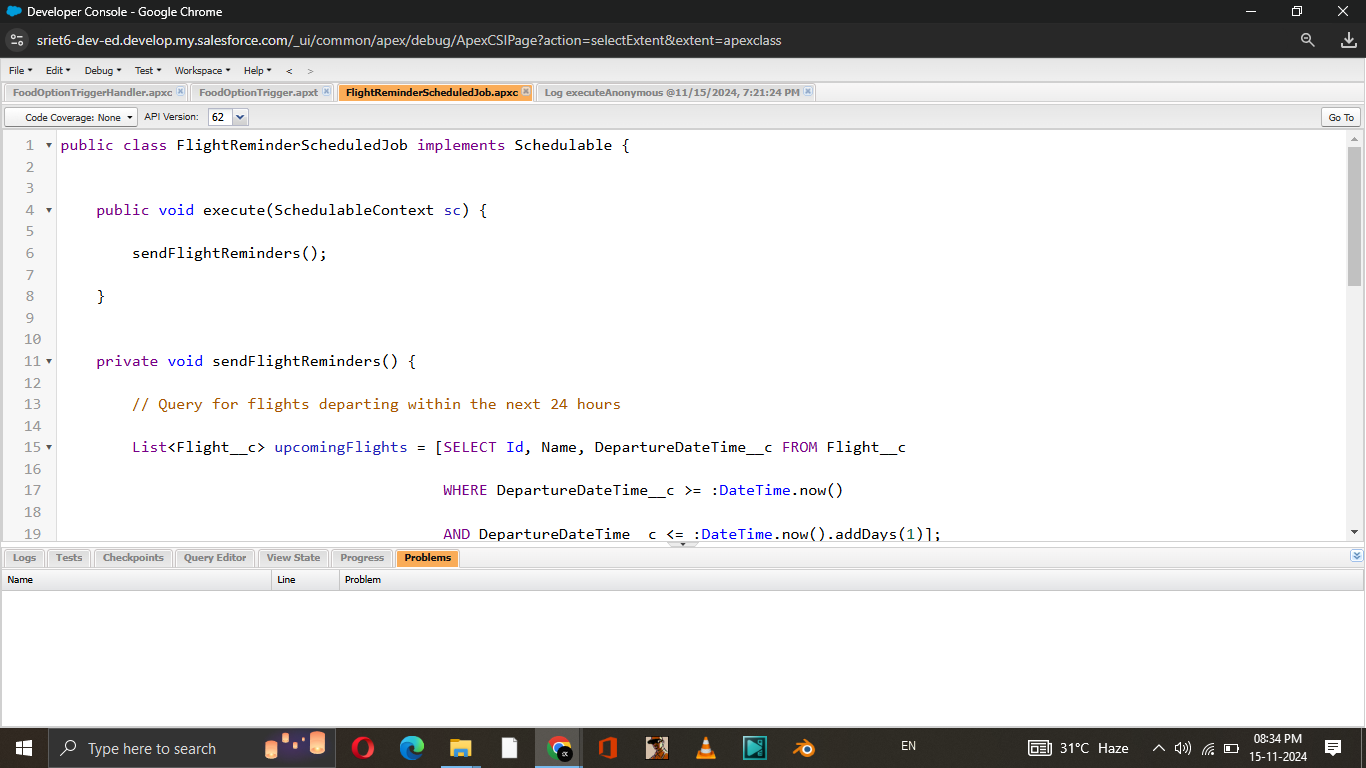 Developer Console - Google Chrome
sriet6-dev-ed.develop.my.salesforce.com/_ui/common/apex/debug/ApexCSIPage?action=selectExtent&extent=apexclass
File Edit Debug Test Workspace Help < >
FoodOptionTriggerHandler.apxc FoodOptionTrigger.apxt FlightReminderScheduledJob.apxc Log executeAnonymous @11/15/2024, 7:21:24 PM
Code Coverage: None API Version: 62 Go To
1 public class FlightReminderScheduledJob implements Schedulable {
2
3
4 public void execute(SchedulableContext sc) {
5
6 sendFlightReminders();
7
8 }
9
10
11 private void sendFlightReminders() {
12
13 // Query for flights departing within the next 24 hours
14
15 List<Flight__c> upcomingFlights = [SELECT Id, Name, DepartureDateTime__c FROM Flight__c
16
17 WHERE DepartureDateTime__c >= :DateTime.now()
18
19 AND DepartureDateTime__c <= :DateTime.now().addDays(1)];
Logs Tests Checkpoints Query Editor View State Progress Problems
Name Line Problem
Type here to search
EN
31°C Haze
08:34 PM
15-11-2024